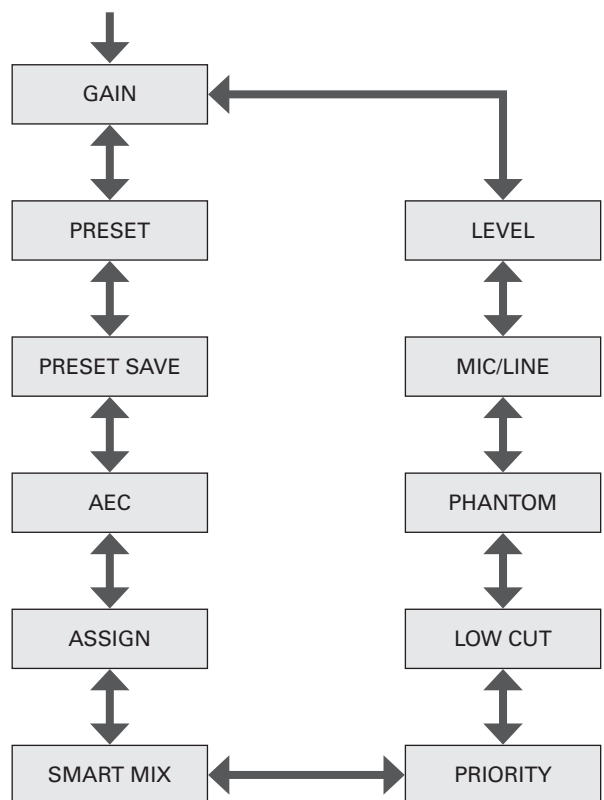 GAIN
PRESET
LEVEL
PRESET SAVE
MIC/LINE
AEC
PHANTOM
ASSIGN
LOW CUT
SMART MIX
PRIORITY